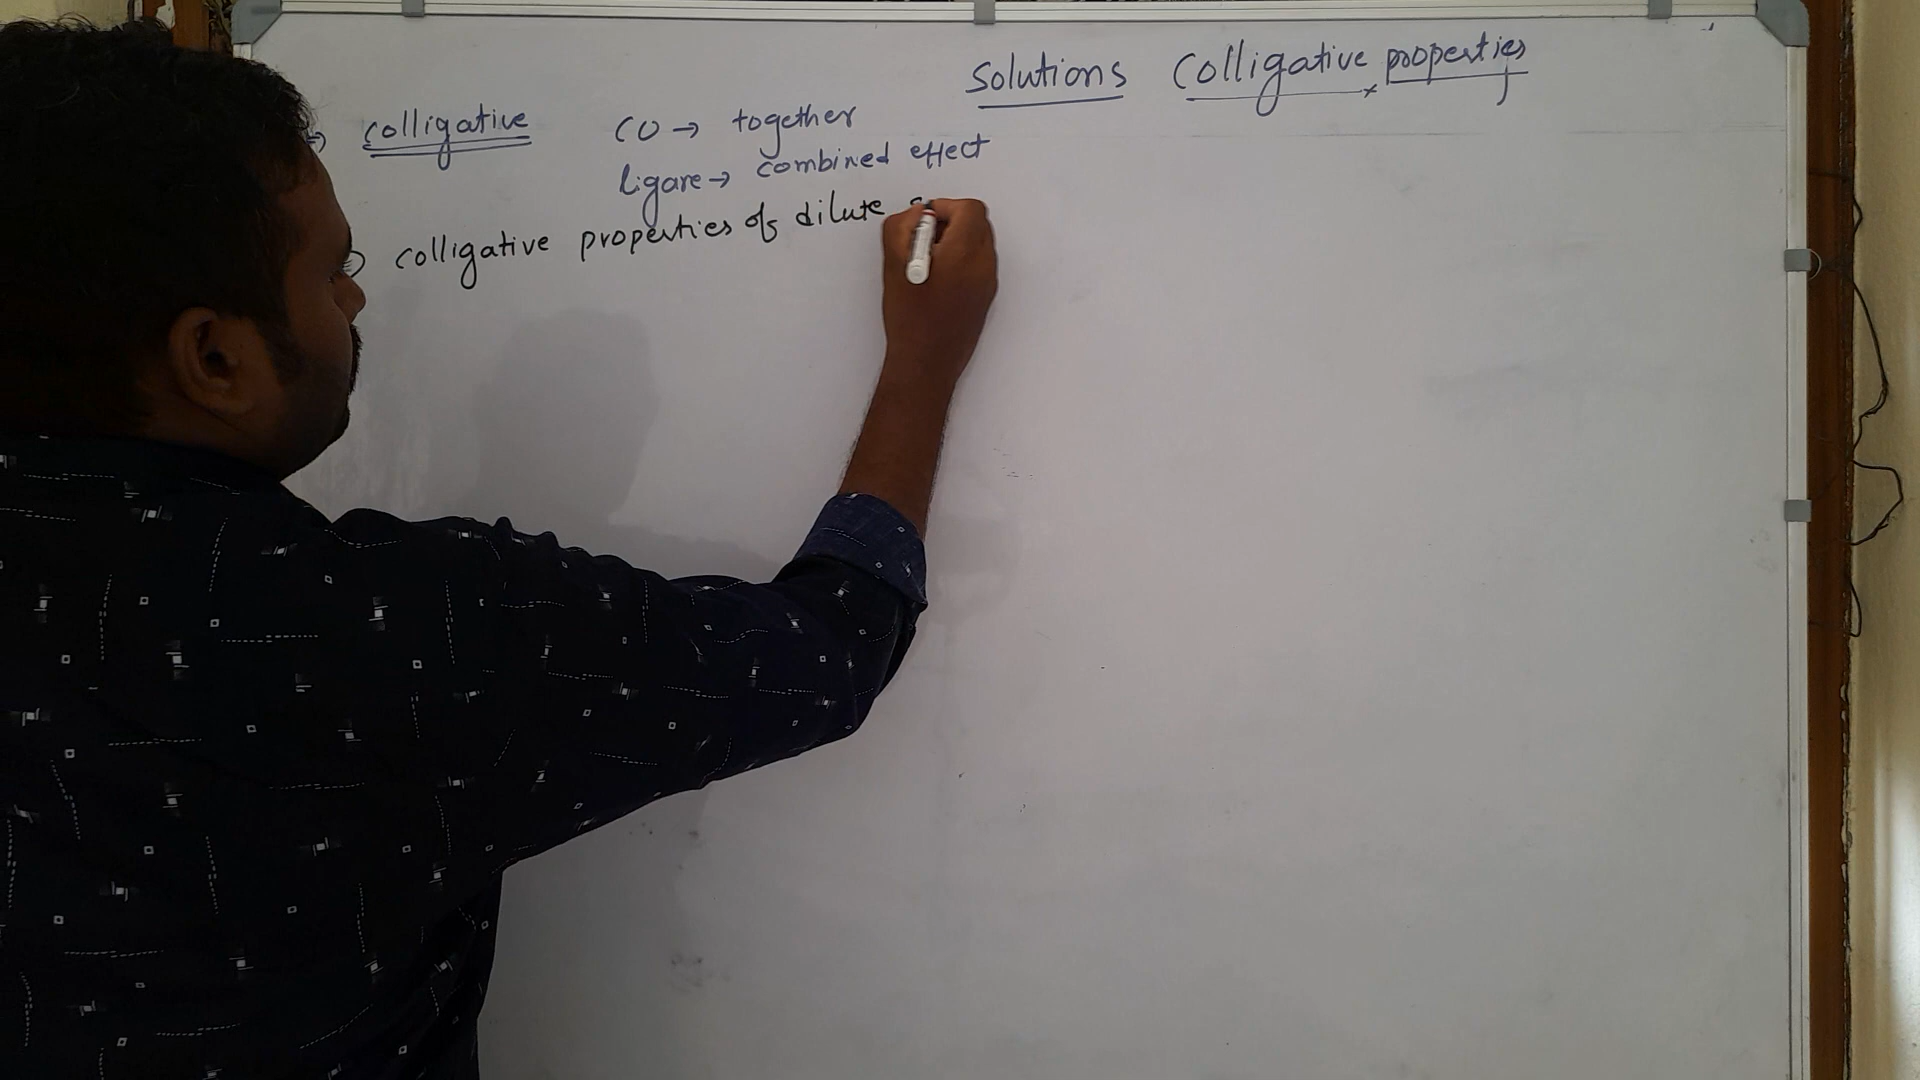 Solutions Colligative properties
colligative CO → together
ligare → combined effect
colligative properties of dilute